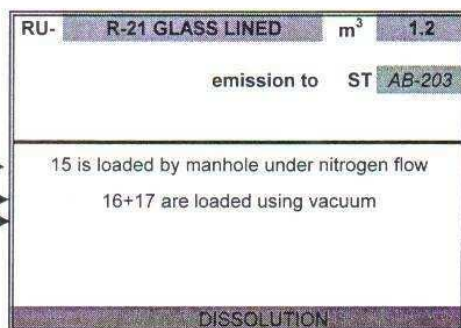 RU- R-21 GLASS LINED m³ 1.2
emission to ST AB-203
15 is loaded by manhole under nitrogen flow
16+17 are loaded using vacuum
DISSOLUTION